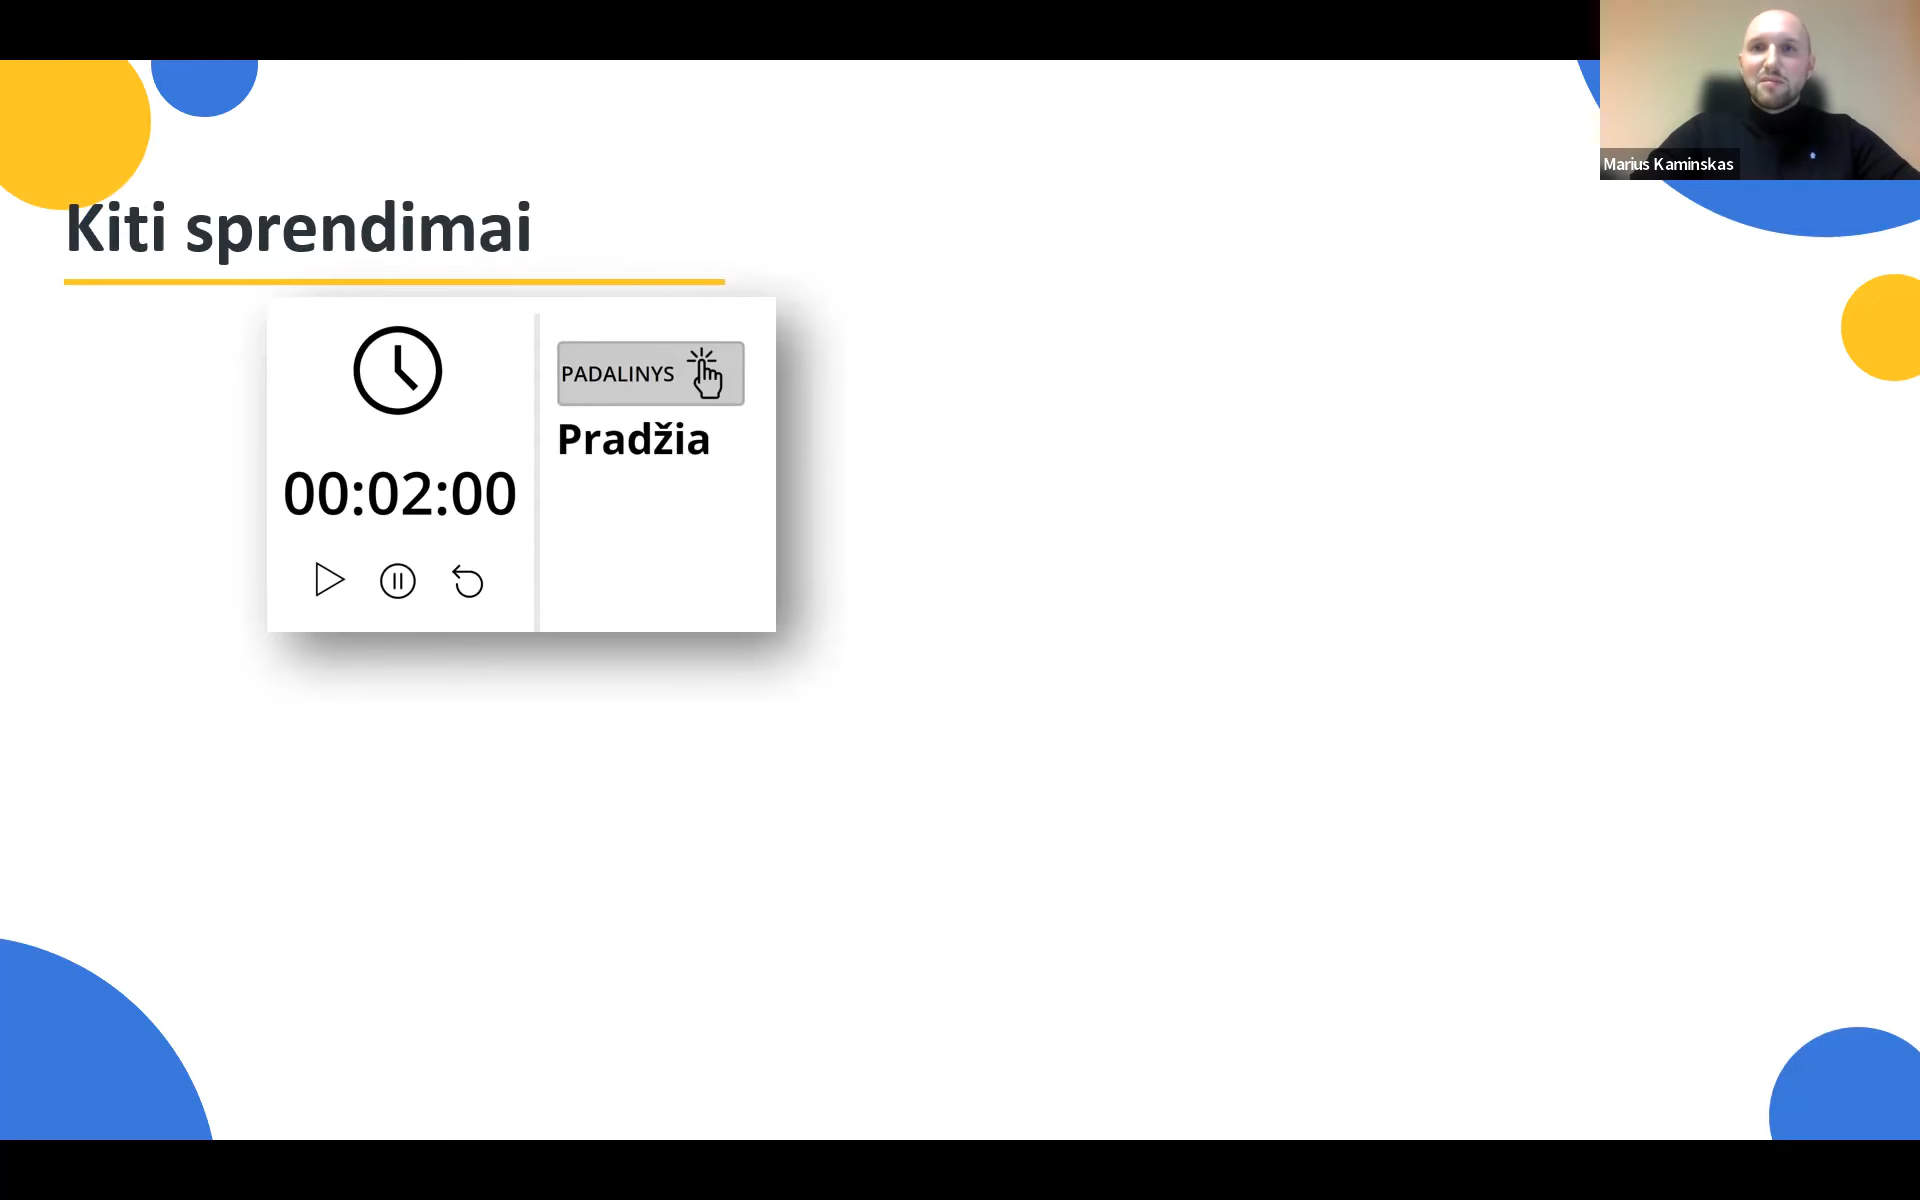 Marius Kaminskas
Kiti sprendimai
PADALINYS
Pradžia
00:02:00